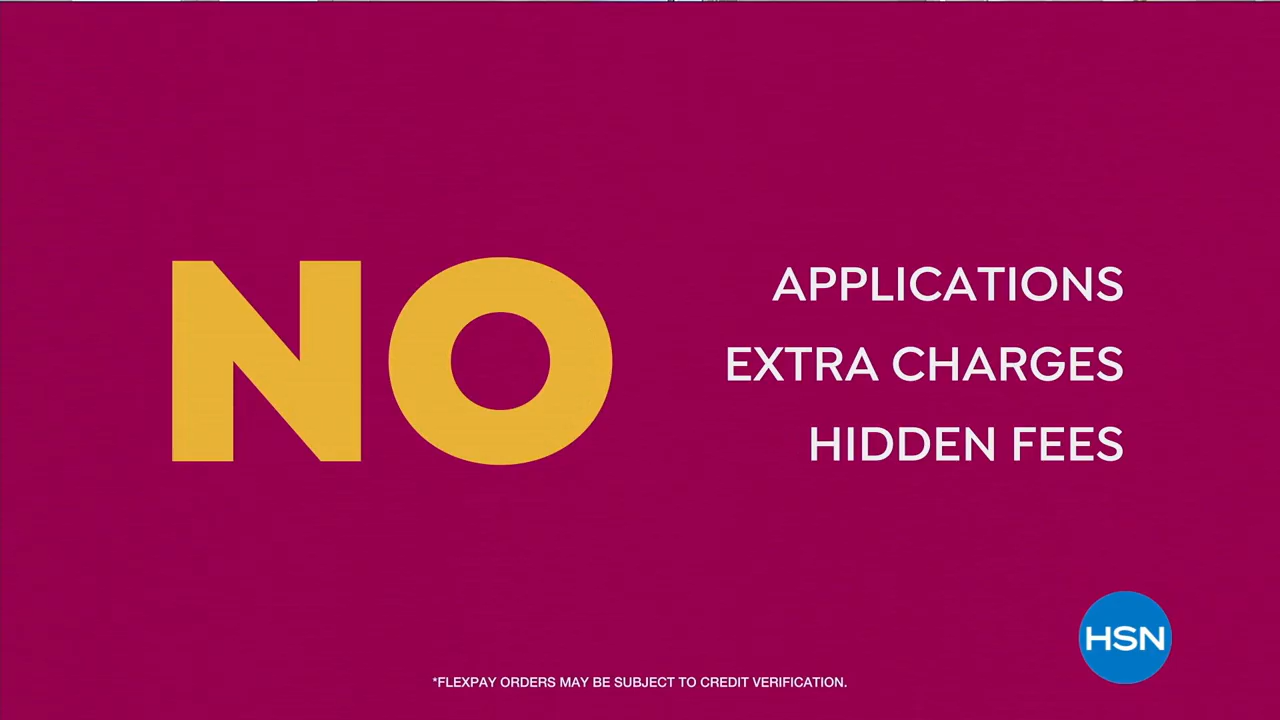 NO
APPLICATIONS
EXTRA CHARGES
HIDDEN FEES
HSN
*FLEXPAY ORDERS MAY BE SUBJECT TO CREDIT VERIFICATION.